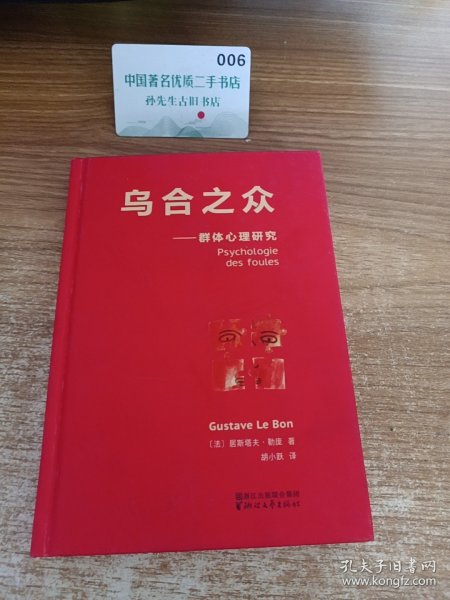 006
中国著名优质二手书店
孙先生古旧书店
乌合之众
——群体心理研究
Psychologie
des foules
Gustave Le Bon
〔法〕居斯塔夫·勒庞 著
胡小跃 译
浙江出版联合集团
浙江文艺出版社
孔夫子旧书网
www.kongfz.com